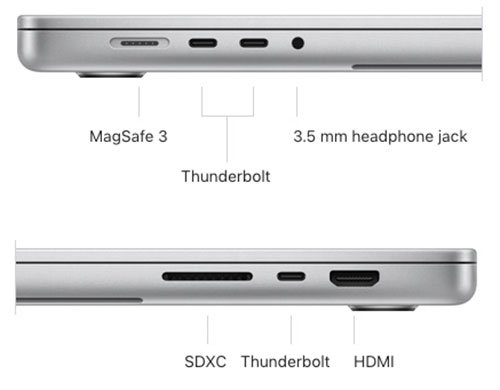 MagSafe 3
3.5 mm headphone jack
Thunderbolt
SDXC
Thunderbolt
HDMI